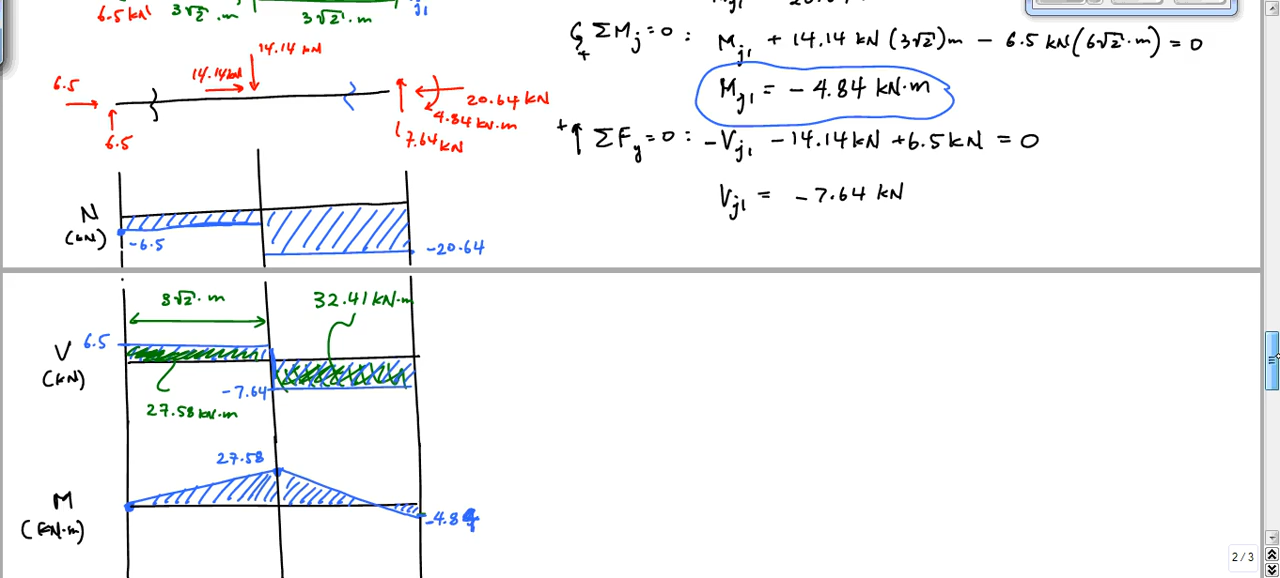 6.5 kN 3√2 · m 3√2 · m j1
ΣMj = 0 : Mj1 + 14.14 kN (3√2) m − 6.5 kN (6√2 · m) = 0
Mj1 = − 4.84 kN·m
+↑ ΣFy = 0 : −Vj1 − 14.14 kN + 6.5 kN = 0
Vj1 = − 7.64 kN
14.14 kN
14.14 kN
6.5
20.64 kN
4.84 kN·m
7.64 kN
6.5
N
(kN)
−6.5
−20.64
3√2 · m
32.41 kN·m
6.5
V
(kN)
−7.64
27.58 kN·m
27.58
M
(kN·m)
−4.84
2 / 3